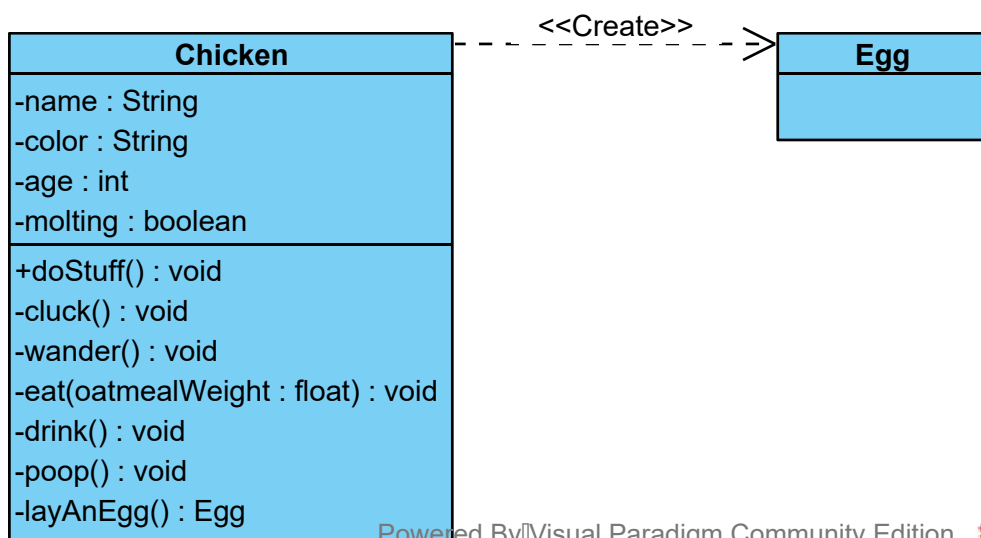 <<Create>>
Chicken
Egg
-name : String
-color : String
-age : int
-molting : boolean
+doStuff() : void
-cluck() : void
-wander() : void
-eat(oatmealWeight : float) : void
-drink() : void
-poop() : void
-layAnEgg() : Egg
Powered By Visual Paradigm Community Edition